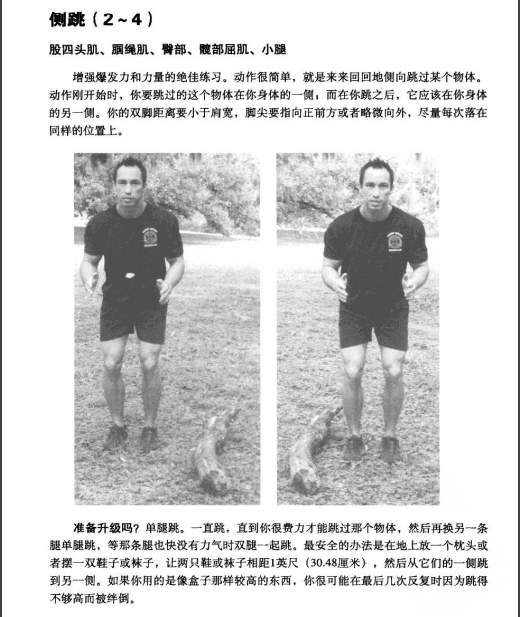 侧跳（2～4）
股四头肌、腘绳肌、臀部、髋部屈肌、小腿
增强爆发力和力量的绝佳练习。动作很简单，就是来来回回地侧向跳过某个物体。
动作刚开始时，你要跳过的这个物体在你身体的一侧；而在你跳之后，它应该在你身体
的另一侧。你的双脚距离要小于肩宽，脚尖要指向正前方或者略微向外，尽量每次落在
同样的位置上。
准备升级吗？单腿跳。一直跳，直到你很费力才能跳过那个物体，然后再换另一条
腿单腿跳，等那条腿也快没有力气时双腿一起跳。最安全的办法是在地上放一个枕头或
者摆一双鞋子或袜子，让两只鞋或袜子相距1英尺（30.48厘米），然后从它们的一侧跳
到另一侧。如果你用的是像盒子那样较高的东西，你很可能在最后几次反复时因为跳得
不够高而被绊倒。